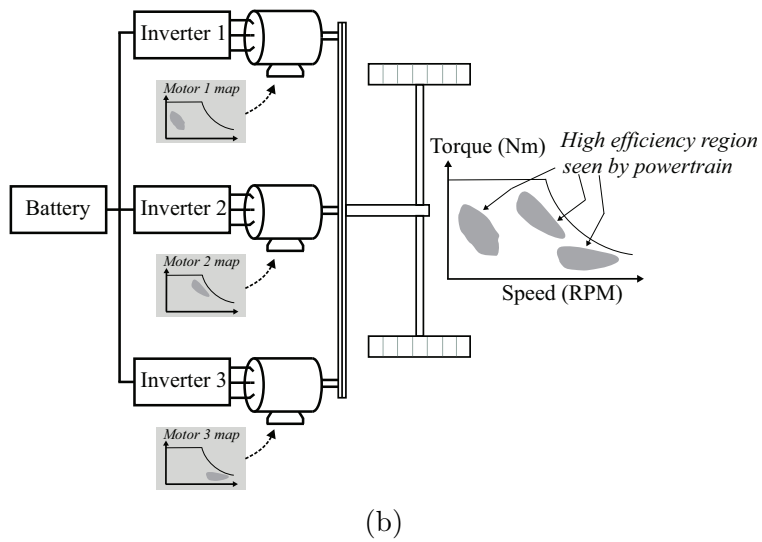 Inverter 1
Motor 1 map
Torque (Nm)
High efficiency region
seen by powertrain
Battery
Inverter 2
Motor 2 map
Speed (RPM)
Inverter 3
Motor 3 map
(b)